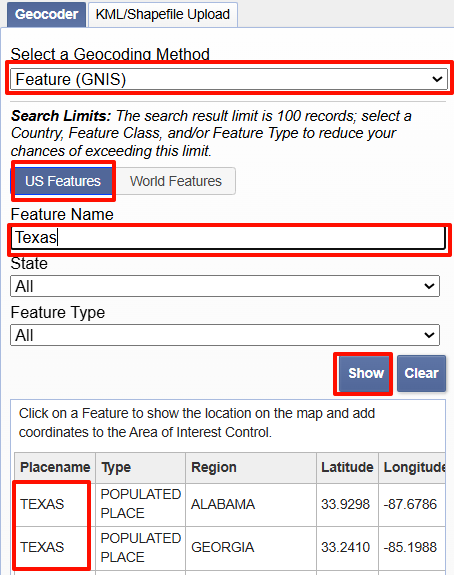 Geocoder KML/Shapefile Upload
Select a Geocoding Method
Feature (GNIS)
Search Limits: The search result limit is 100 records; select a
Country, Feature Class, and/or Feature Type to reduce your
chances of exceeding this limit.
US Features World Features
Feature Name
Texas
State
All
Feature Type
All
Show Clear
Click on a Feature to show the location on the map and add
coordinates to the Area of Interest Control.
Placename Type Region Latitude Longitude
TEXAS POPULATED PLACE ALABAMA 33.9298 -87.6786
TEXAS POPULATED PLACE GEORGIA 33.2410 -85.1988